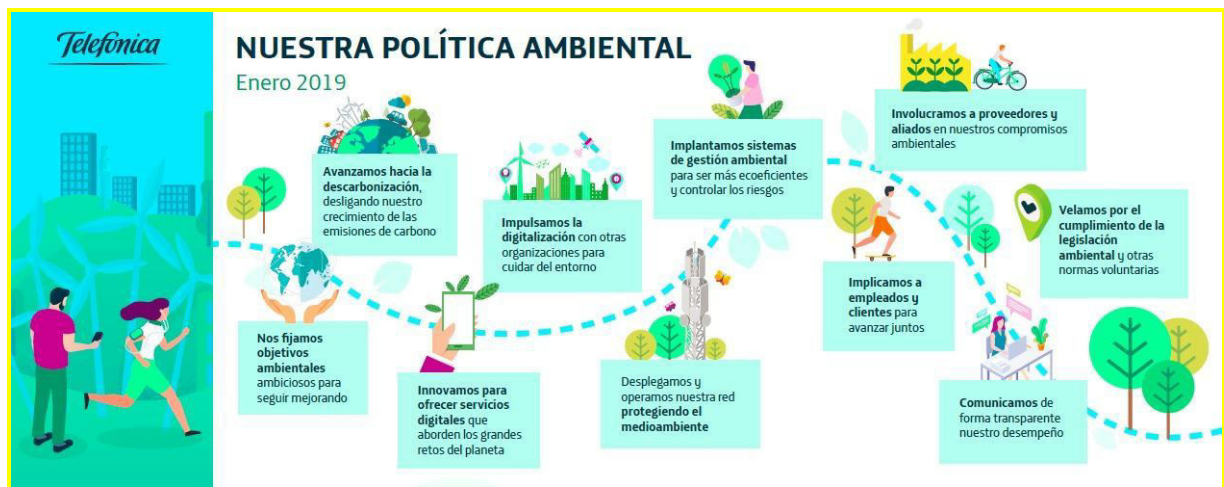 Telefónica
NUESTRA POLÍTICA AMBIENTAL
Enero 2019
Nos fijamos
objetivos
ambientales
ambiciosos para
seguir mejorando
Avanzamos hacia la
descarbonización,
desligando nuestro
crecimiento de las
emisiones de carbono
Innovamos para
ofrecer servicios
digitales que
aborden los grandes
retos del planeta
Impulsamos la
digitalización con otras
organizaciones para
cuidar del entorno
Desplegamos y
operamos nuestra red
protegiendo el
medioambiente
Implantamos sistemas
de gestión ambiental
para ser más ecoeficientes
y controlar los riesgos
Implicamos a
empleados y
clientes para
avanzar juntos
Involucramos a proveedores y
aliados en nuestros compromisos
ambientales
Comunicamos de
forma transparente
nuestro desempeño
Velamos por el
cumplimiento de la
legislación
ambiental y otras
normas voluntarias